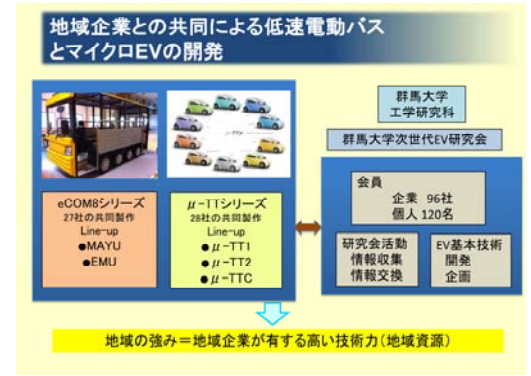 地域企業との共同による低速電動バス
とマイクロEVの開発
eCOM8シリーズ
27社の共同製作
Line-up
●MAYU
●EMU
μ-TTシリーズ
28社の共同製作
Line-up
●μ-TT1
●μ-TT2
●μ-TTC
群馬大学
工学研究科
群馬大学次世代EV研究会
会員
企業 96社
個人 120名
研究会活動
情報収集
情報交換
EV基本技術
開発
企画
地域の強み＝地域企業が有する高い技術力(地域資源)